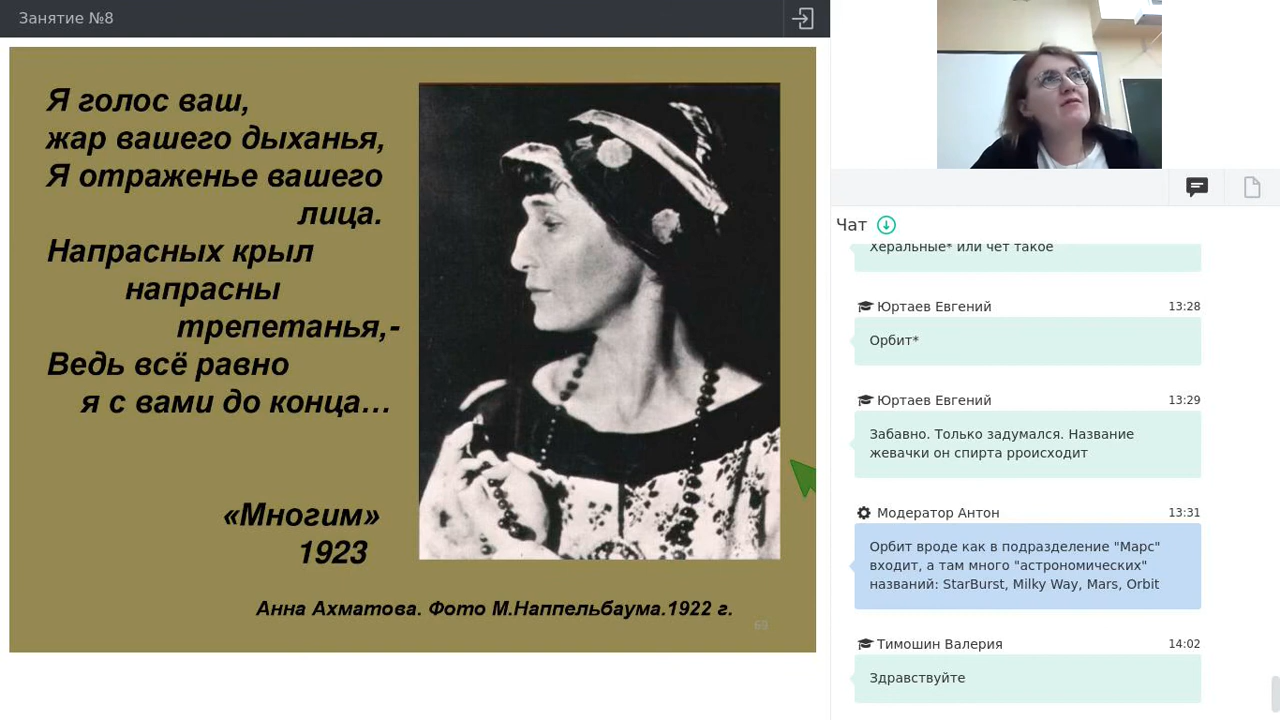 Занятие №8
Я голос ваш,
жар вашего дыханья,
Я отраженье вашего
лица.
Напрасных крыл
напрасны
трепетанья,-
Ведь всё равно
я с вами до конца…
«Многим»
1923
Анна Ахматова. Фото М.Наппельбаума.1922 г.
69
Чат
Херальные* или чет такое
Юртаев Евгений 13:28
Орбит*
Юртаев Евгений 13:29
Забавно. Только задумался. Название
жевачки он спирта рроисходит
Модератор Антон 13:31
Орбит вроде как в подразделение "Марс"
входит, а там много "астрономических"
названий: StarBurst, Milky Way, Mars, Orbit
Тимошин Валерия 14:02
Здравствуйте